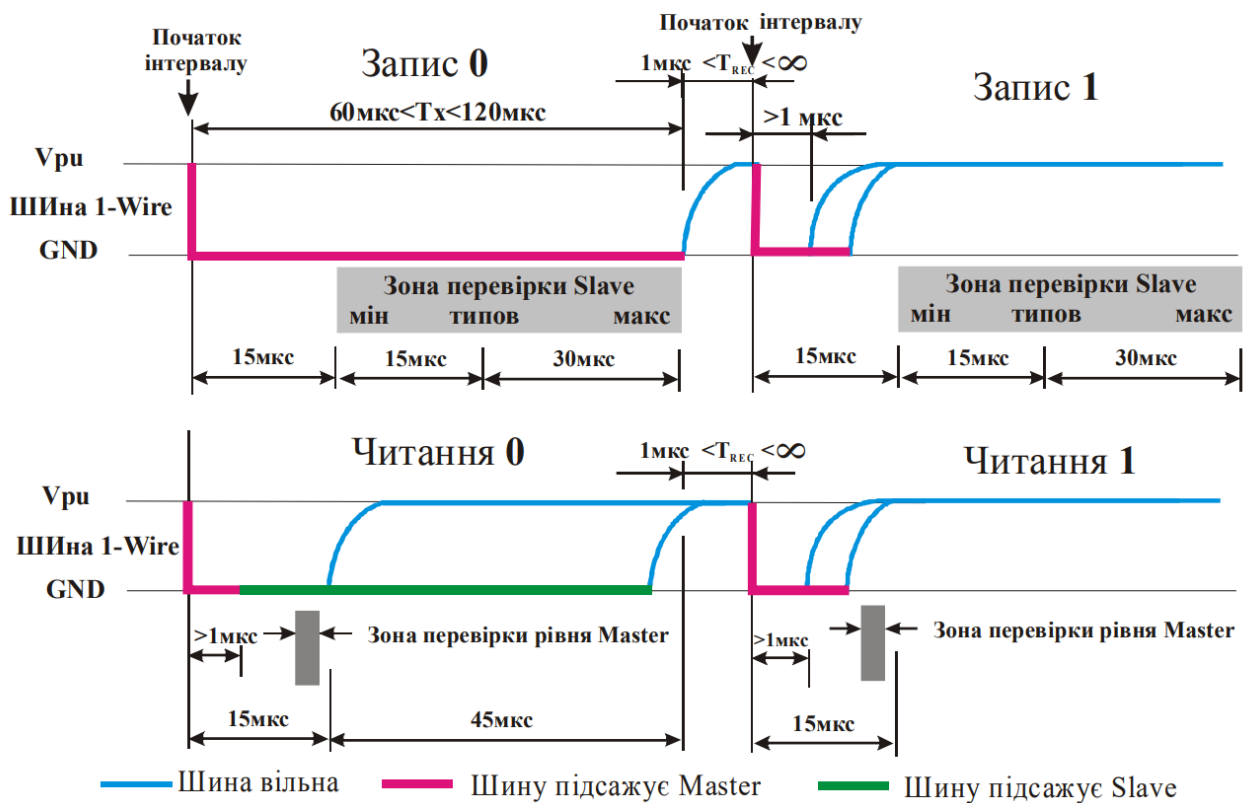 Початок
інтервалу
Запис 0
Початок інтервалу
1мкс <TREC <∞
Запис 1
60мкс<Tx<120мкс
>1 мкс
Vpu
ШИна 1-Wire
GND
Зона перевірки Slave
мін типов макс
Зона перевірки Slave
мін типов макс
15мкс 15мкс 30мкс
15мкс 15мкс 30мкс
Читання 0
1мкс <TREC <∞
Читання 1
Vpu
ШИна 1-Wire
GND
>1мкс
Зона перевірки рівня Master
>1мкс
Зона перевірки рівня Master
15мкс 45мкс
15мкс
Шина вільна
Шину підсажує Master
Шину підсажує Slave